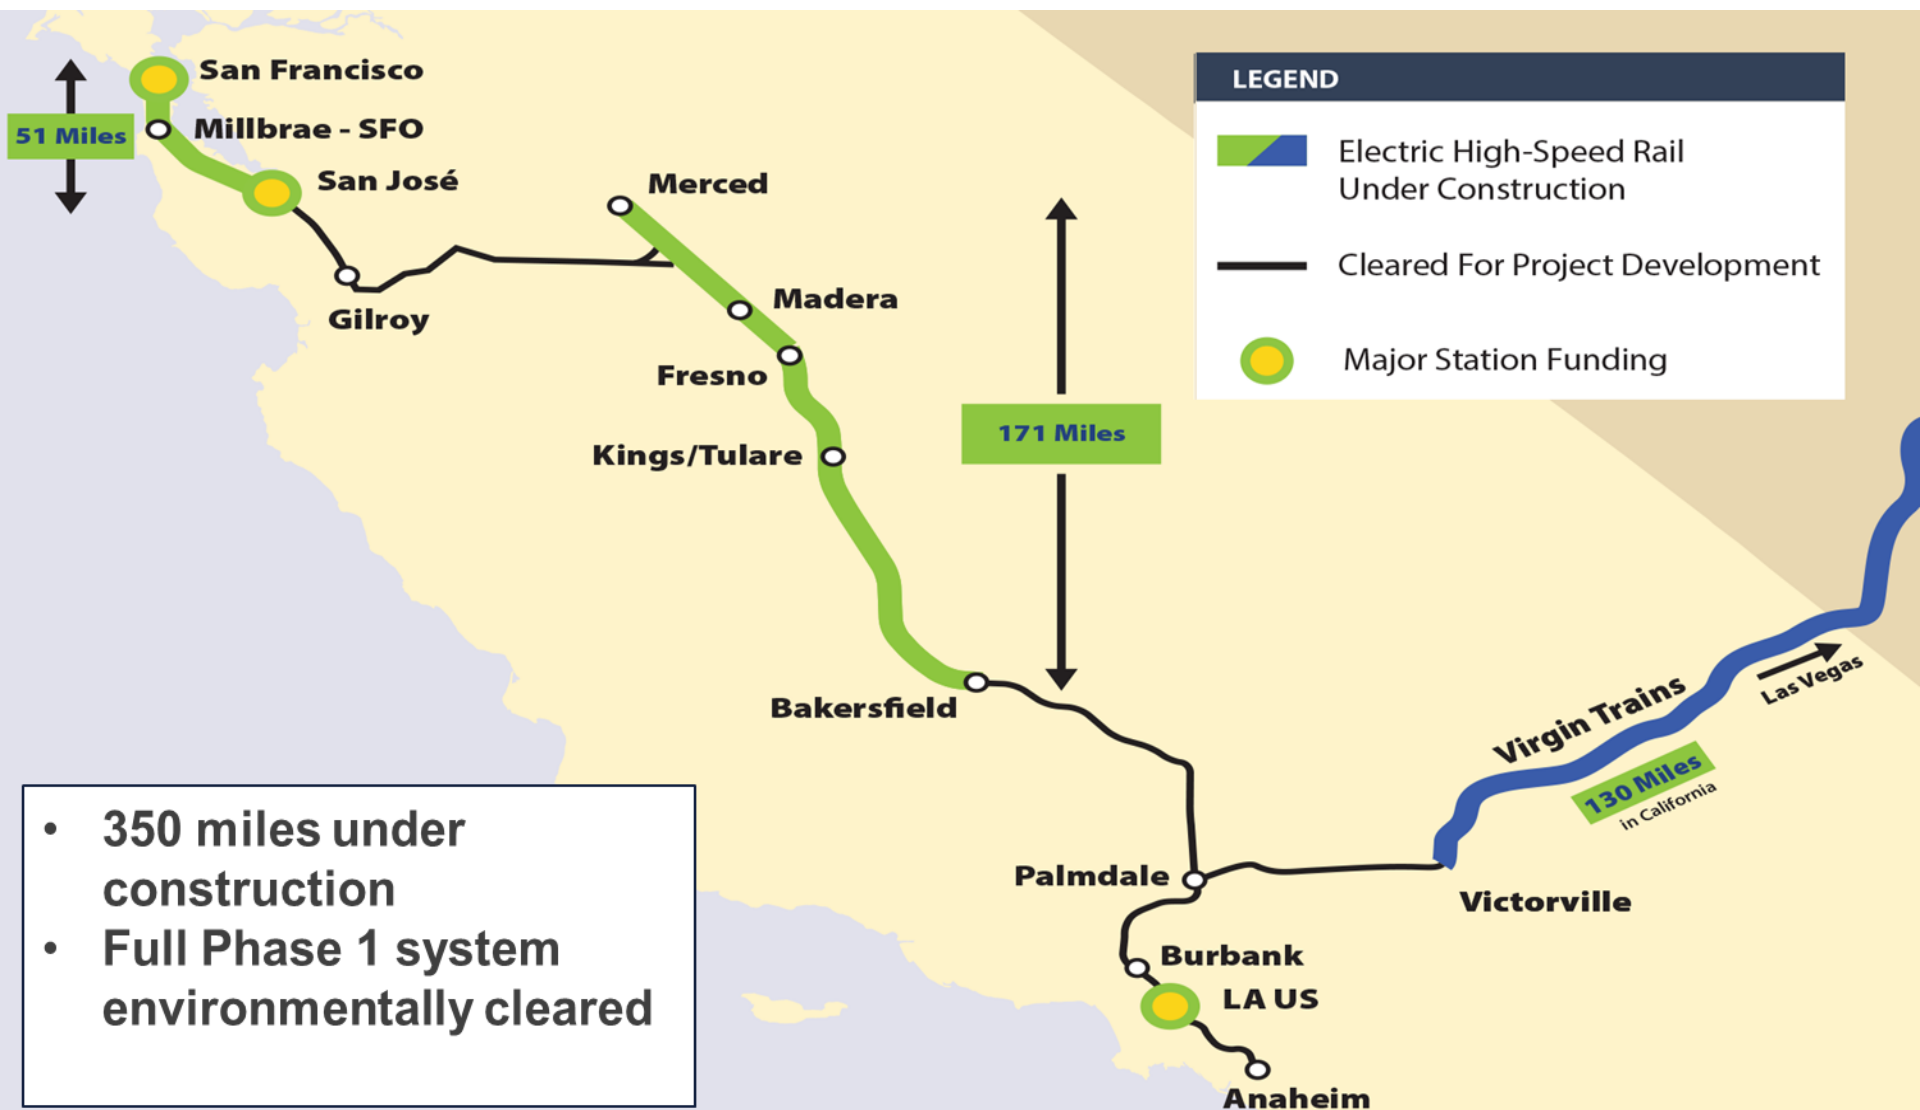 San Francisco
51 Miles
Millbrae - SFO
San José
Gilroy
Merced
Madera
Fresno
Kings/Tulare
171 Miles
Bakersfield
LEGEND
Electric High-Speed Rail
Under Construction
Cleared For Project Development
Major Station Funding
Virgin Trains
Las Vegas
130 Miles
in California
Palmdale
Victorville
Burbank
LA US
Anaheim
• 350 miles under
construction
• Full Phase 1 system
environmentally cleared